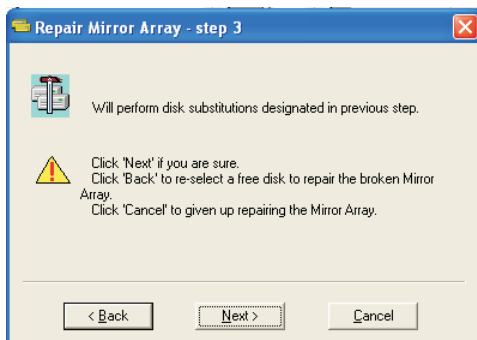 Repair Mirror Array - step 3
Will perform disk substitutions designated in previous step.
Click 'Next' if you are sure.
Click 'Back' to re-select a free disk to repair the broken Mirror
Array.
Click 'Cancel' to given up repairing the Mirror Array.
< Back Next > Cancel